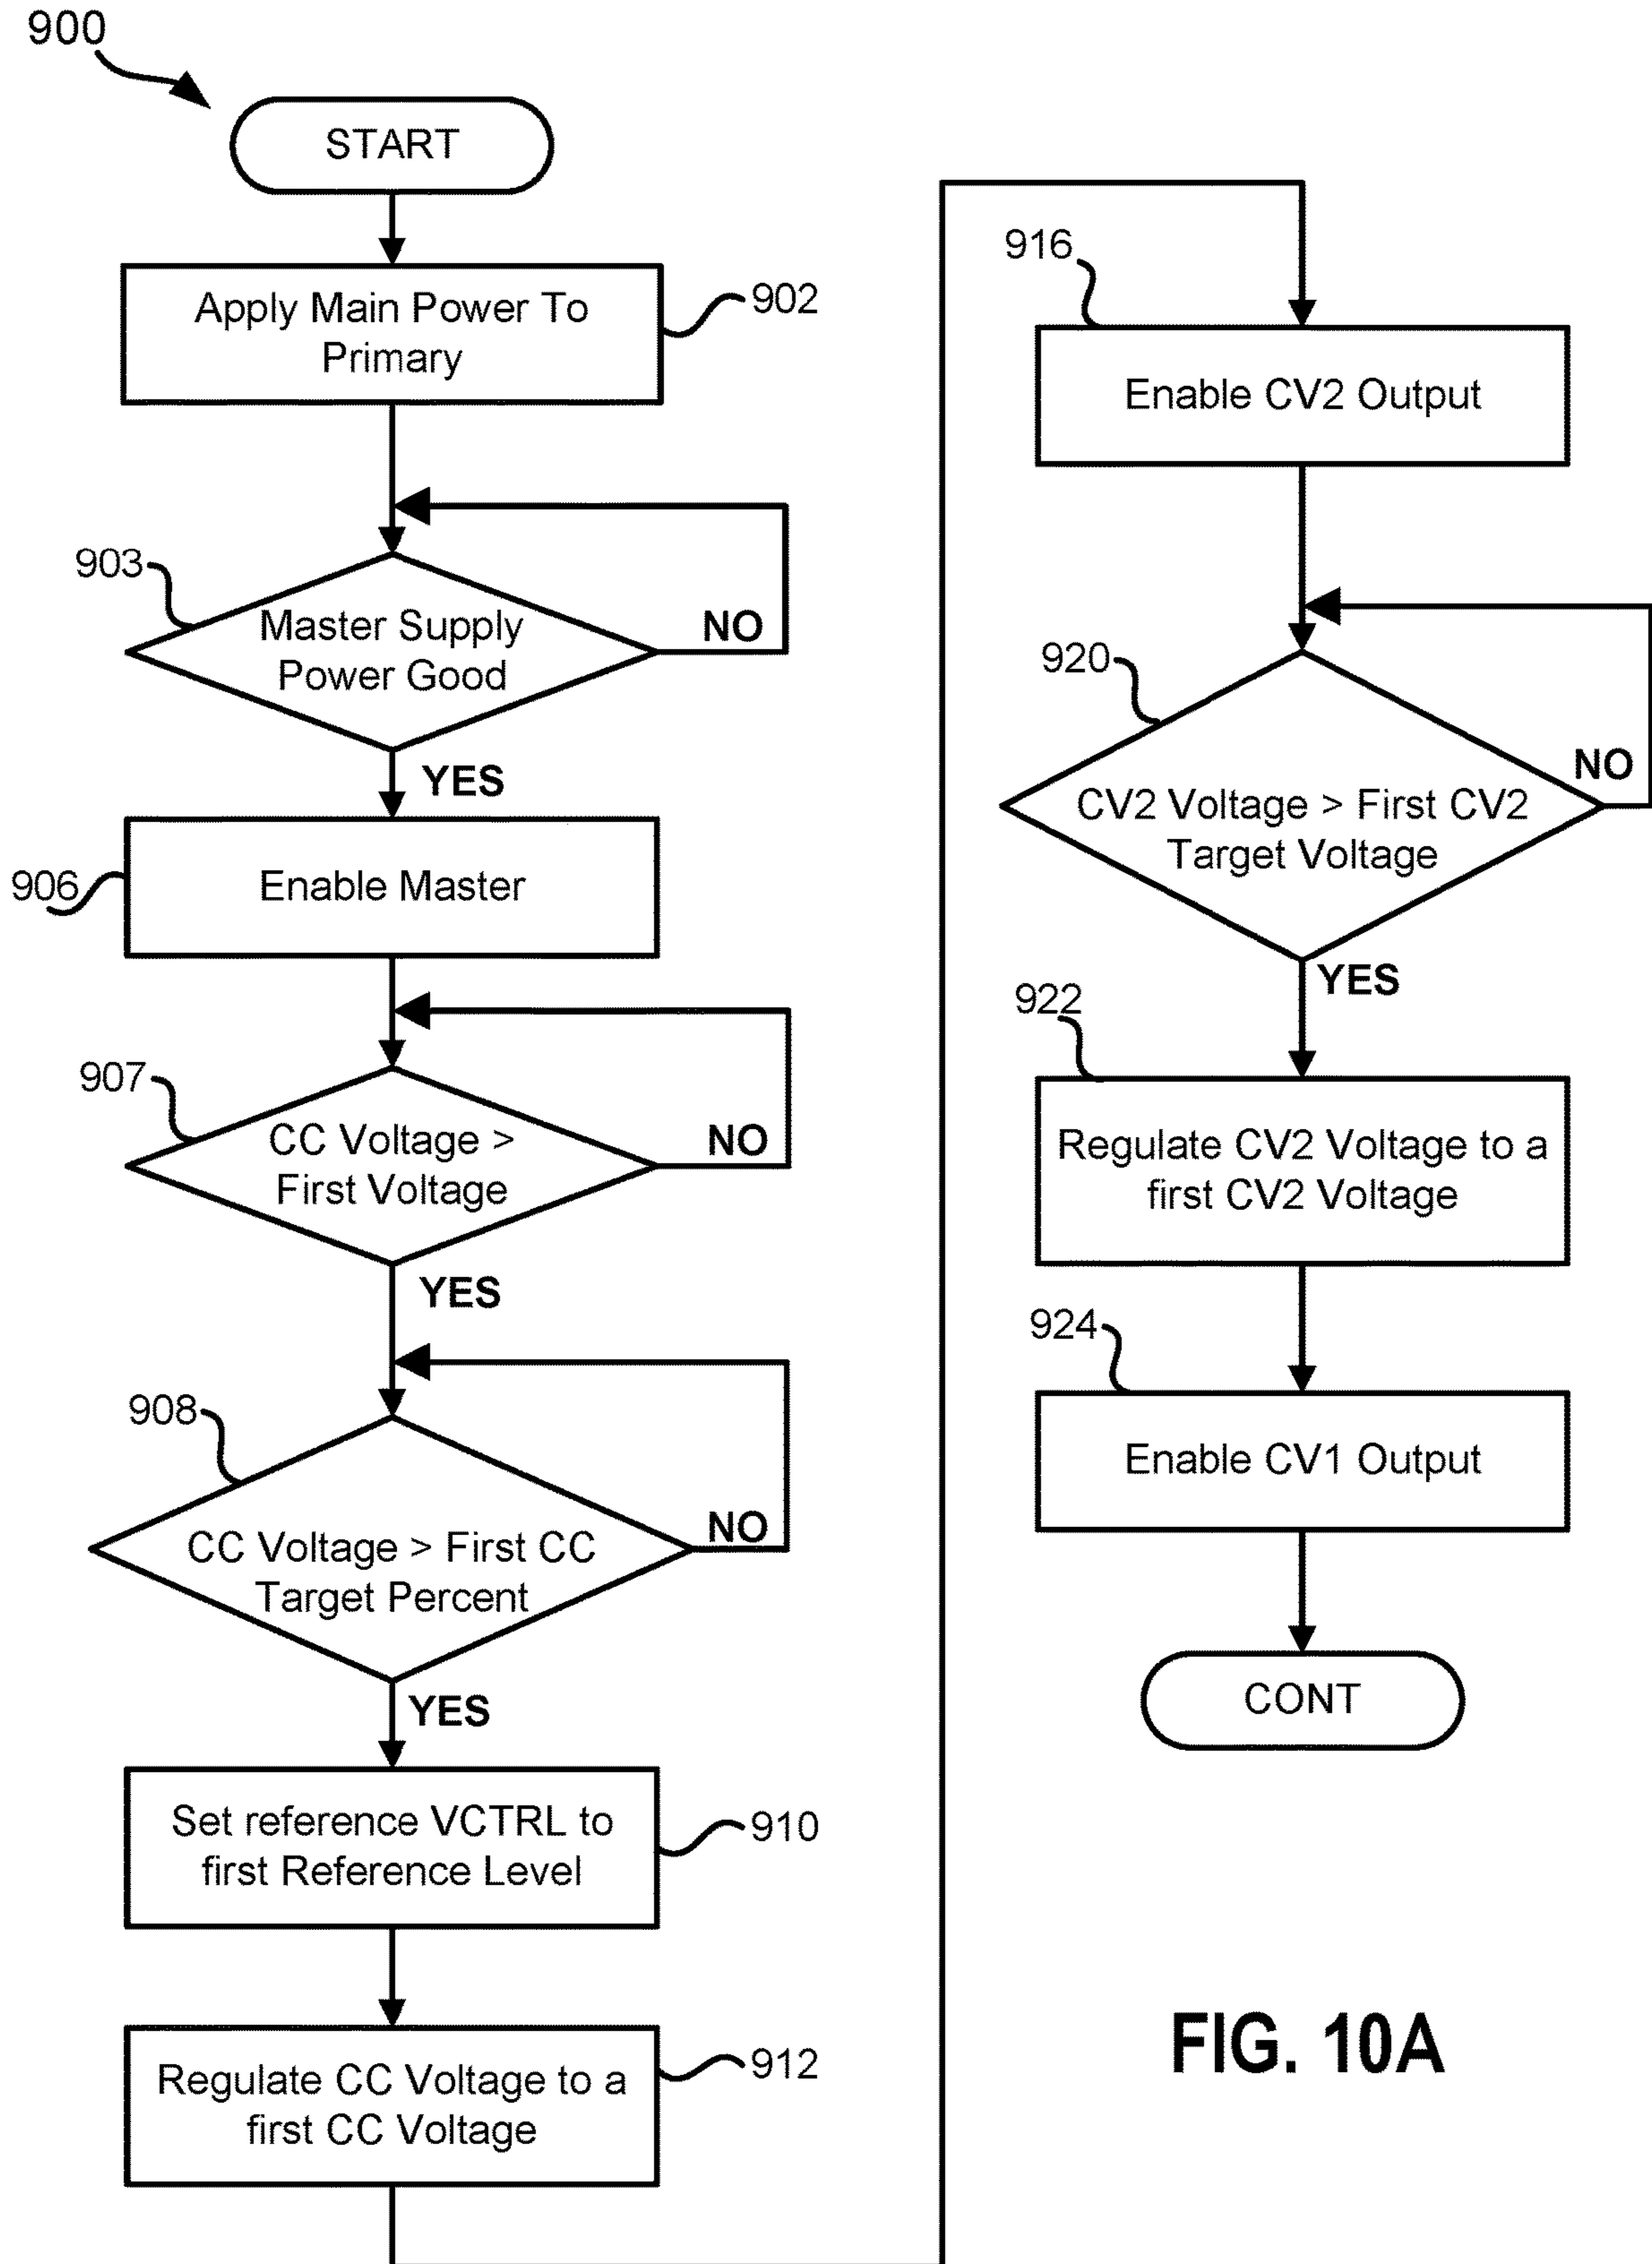 900
START
Apply Main Power To
Primary
902
903
Master Supply
Power Good
NO
YES
906
Enable Master
907
CC Voltage >
First Voltage
NO
YES
908
CC Voltage > First CC
Target Percent
NO
YES
Set reference VCTRL to
first Reference Level
910
Regulate CC Voltage to a
first CC Voltage
912
916
Enable CV2 Output
920
CV2 Voltage > First CV2
Target Voltage
NO
YES
922
Regulate CV2 Voltage to a
first CV2 Voltage
924
Enable CV1 Output
CONT
FIG. 10A